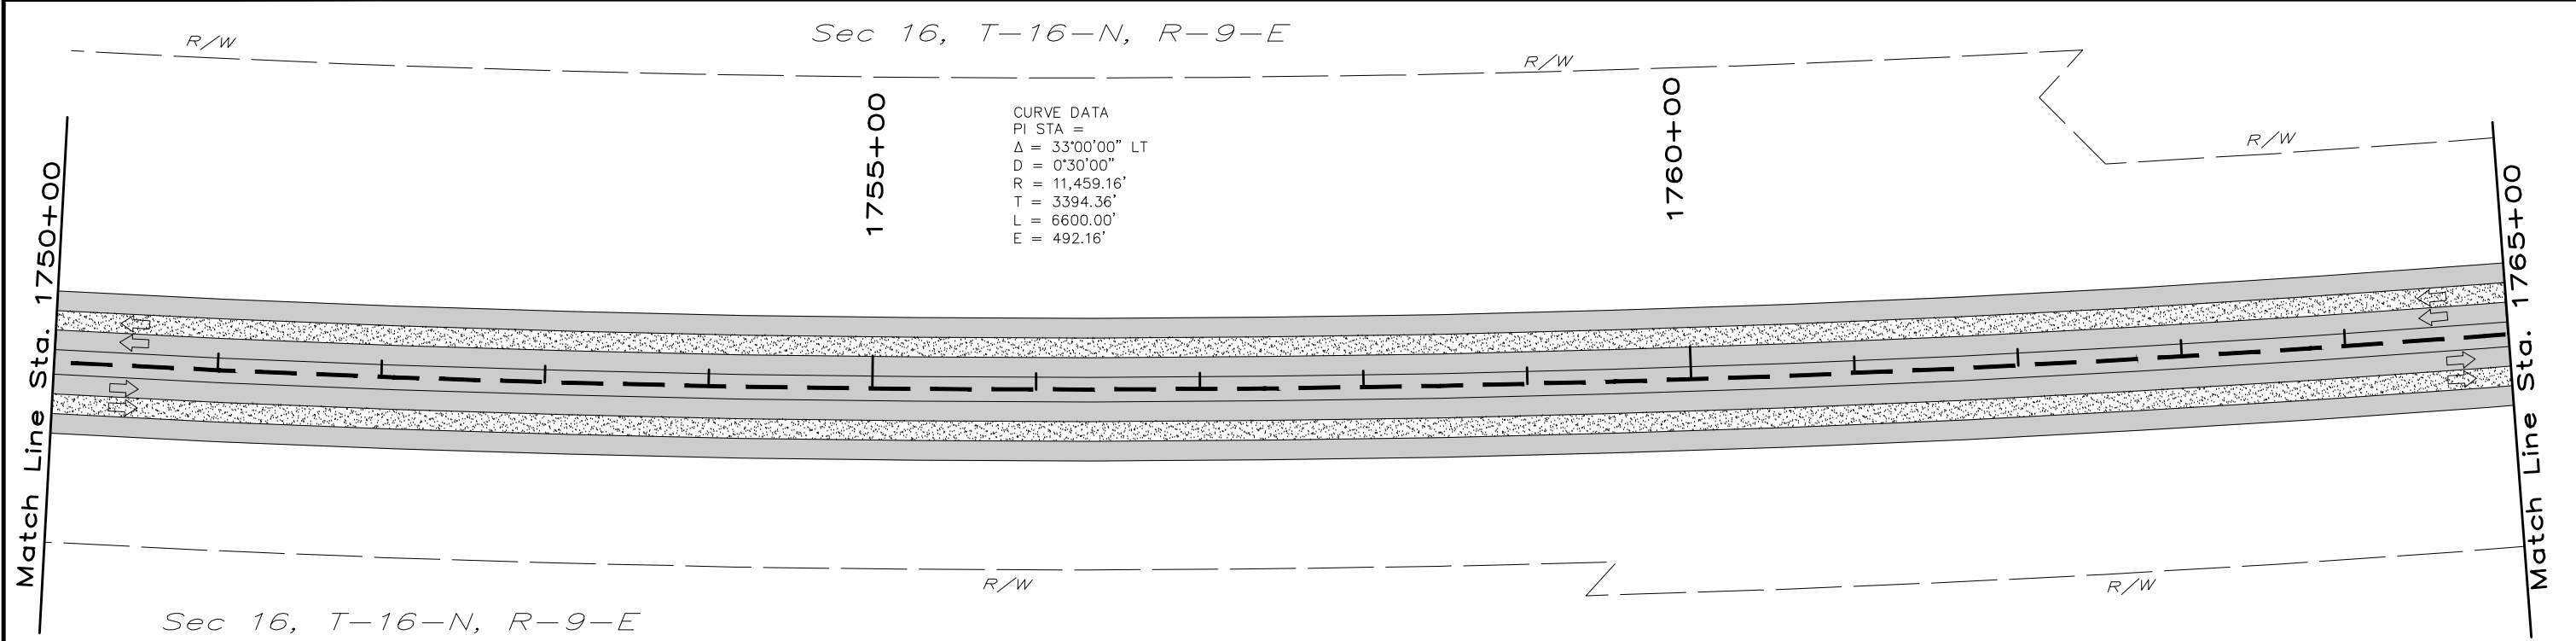 Sec 16, T-16-N, R-9-E
R/W
R/W
R/W
Match Line Sta. 1750+00
1755+00
CURVE DATA
PI STA =
Δ = 33°00'00" LT
D = 0°30'00"
R = 11,459.16'
T = 3394.36'
L = 6600.00'
E = 492.16'
1760+00
Match Line Sta. 1765+00
R/W
R/W
Sec 16, T-16-N, R-9-E